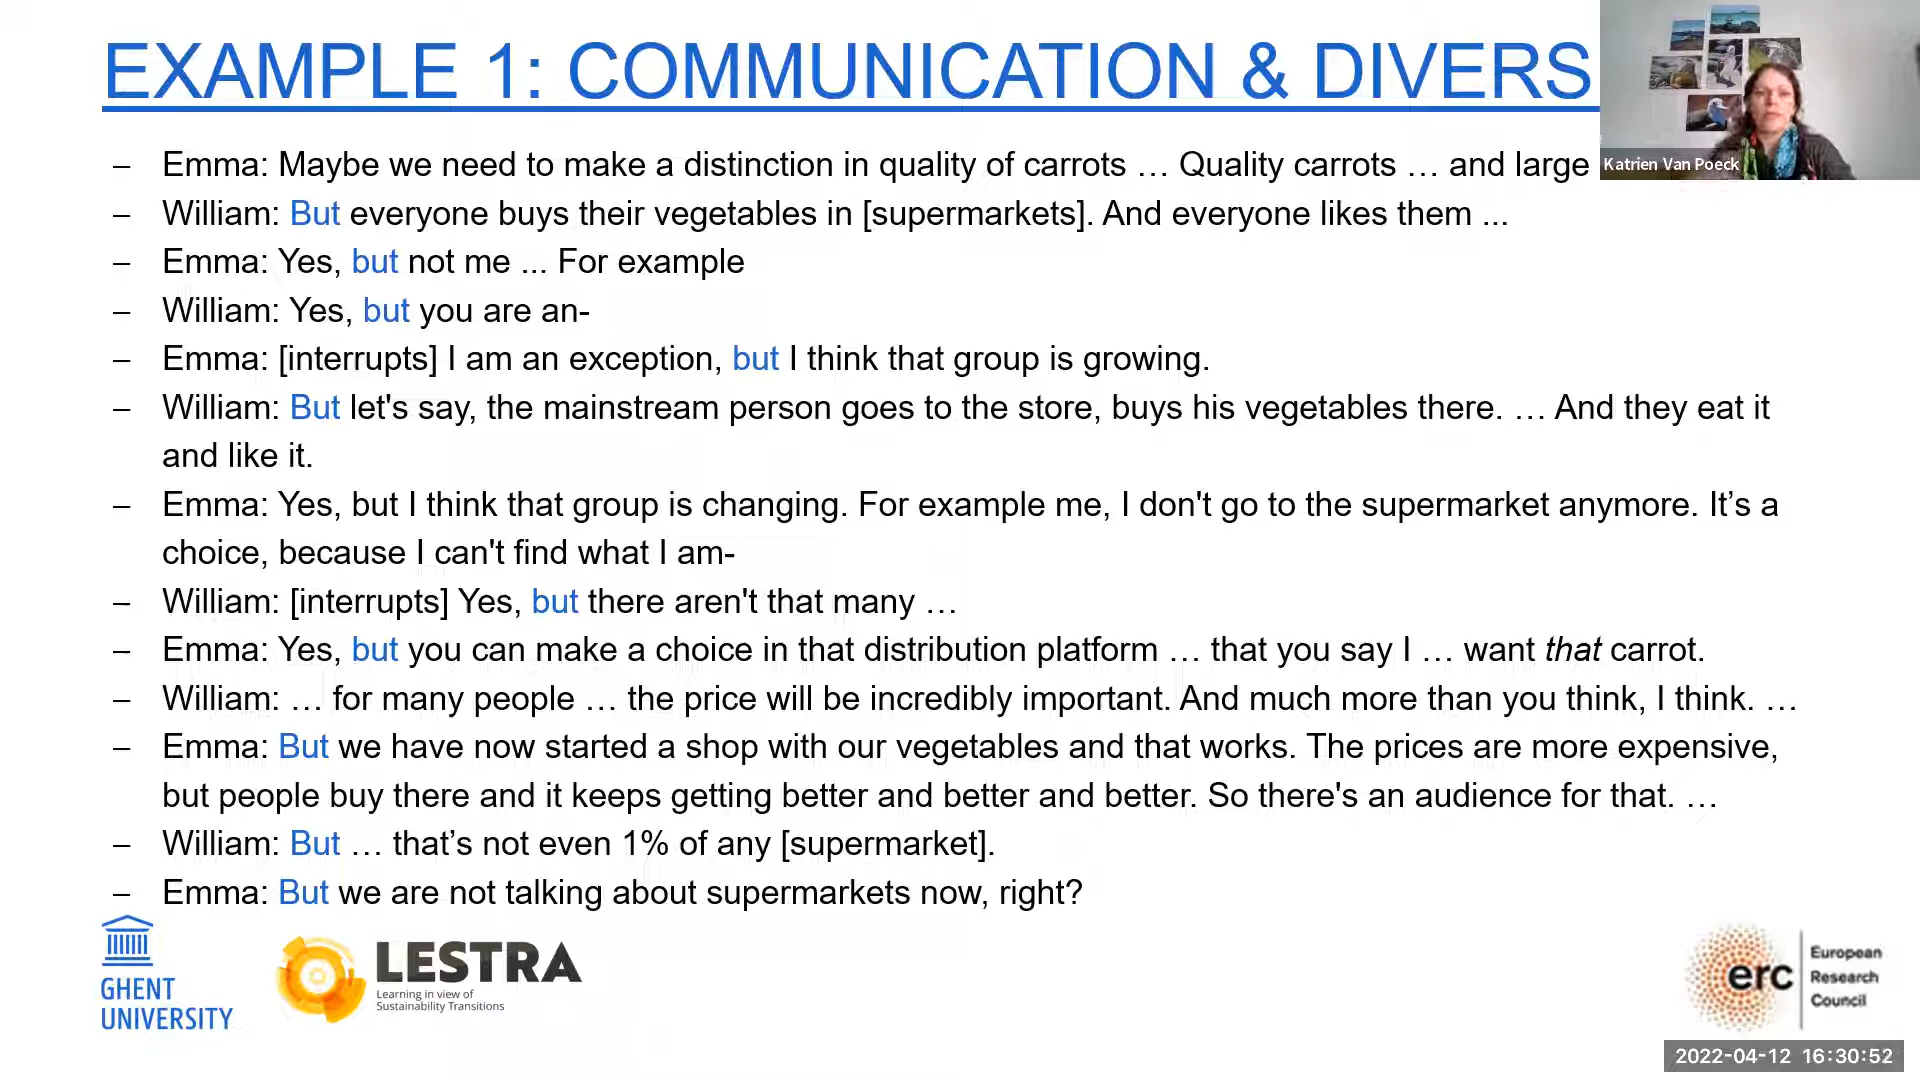 EXAMPLE 1: COMMUNICATION & DIVERS
Katrien Van Poeck
– Emma: Maybe we need to make a distinction in quality of carrots … Quality carrots … and large
– William: But everyone buys their vegetables in [supermarkets]. And everyone likes them ...
– Emma: Yes, but not me ... For example
– William: Yes, but you are an-
– Emma: [interrupts] I am an exception, but I think that group is growing.
– William: But let's say, the mainstream person goes to the store, buys his vegetables there. … And they eat it
and like it.
– Emma: Yes, but I think that group is changing. For example me, I don't go to the supermarket anymore. It’s a
choice, because I can't find what I am-
– William: [interrupts] Yes, but there aren't that many …
– Emma: Yes, but you can make a choice in that distribution platform … that you say I … want that carrot.
– William: … for many people … the price will be incredibly important. And much more than you think, I think. …
– Emma: But we have now started a shop with our vegetables and that works. The prices are more expensive,
but people buy there and it keeps getting better and better and better. So there's an audience for that. …
– William: But … that’s not even 1% of any [supermarket].
– Emma: But we are not talking about supermarkets now, right?
GHENT
UNIVERSITY
LESTRA
Learning in view of
Sustainability Transitions
erc
European
Research
Council
2022-04-12 16:30:52